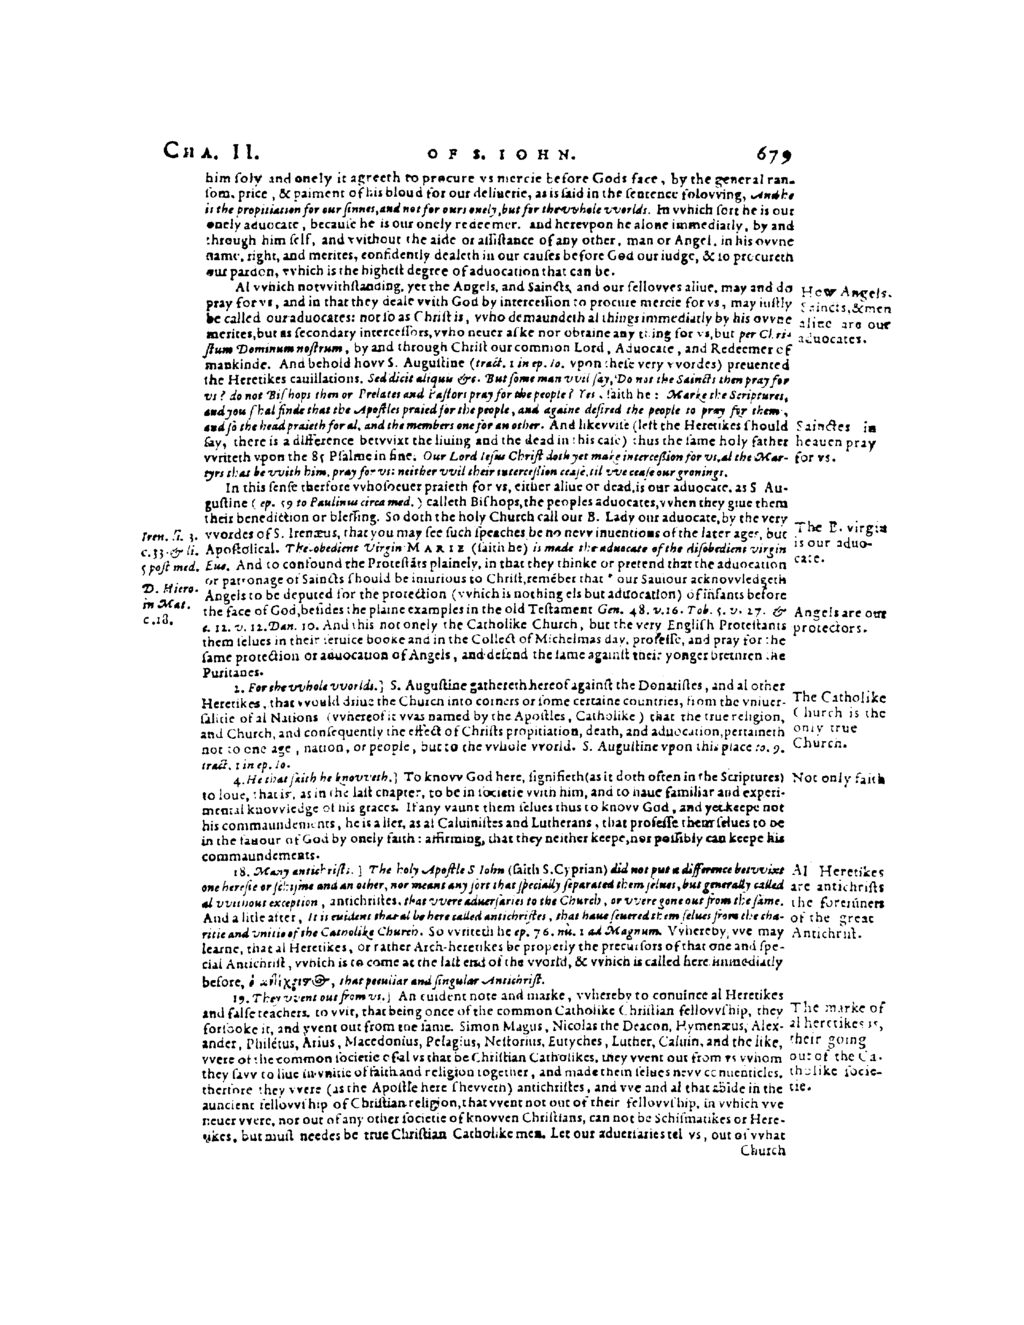 CHA. II. OF S. IOHN. 679
him soly and onely it agreeth to procure vs mercie before Gods face, by the general ran-
som, price, & paiment of his bloud for our deliuerie, as is said in the sentence folovving, And he
is the propitiation for our sinnes, and not for ours onely, but for the vvhole vvorlds. In vvhich sort he is our
onely aduocate, because he is our onely redeemer. and herevpon he alone immediatly, by and
through him self, and vvithout the aide or assistance of any other, man or Angel, in his ovvne
name, right, and merites, confidently dealeth in our causes before God our iudge, & so procureth
our pardon, vvhich is the highest degree of aduocation that can be.
Al vvhich notvvithstanding, yet the Angels, and Saincts, and our fellovves aliue, may and do
pray for vs, and in that they deale vvith God by intercession to procure mercie for vs, may iustly
be called our aduocates: not so as Christ is, vvho demaundeth al things immediatly by his ovvne
merites, but as secondary intercessors, vvho neuer aske nor obtaine any thing for vs, but per Chri-
stum Dominum nostrum, by and through Christ our common Lord, Aduocate, and Redeemer of
mankinde. And behold hovv S. Augustine (tract. 1 in ep. Io. vpon these very vvordes) preuented
the Heretikes cauillations. Sed dicit aliquis &c. But some man vvil say, Do not the Saincts then pray for
vs? do not Bishops then or Prelates and Pastors pray for the people? Yes, saith he: Marke the Scriptures,
and you shal finde that the Apostles praied for the people, and againe desired the people to pray for them,
and so the head praieth for al, and the members one for an other. And likevvise (lest the Heretikes should
say, there is a difference betvvixt the liuing and the dead in this case) thus the same holy father
vvriteth vpon the 85 Psalme in fine. Our Lord Iesus Christ doth yet make intercession for vs, al the Mar-
tyrs that be vvith him, pray for vs: neither vvil their intercession cease, til vve cease our gronings.
In this sense therfore vvhosoeuer praieth for vs, either aliue or dead, is our aduocate, as S Au-
gustine (ep. 59 to Paulinus circa med.) calleth Bishops, the peoples aduocates, vvhen they giue them
their benediction or blessing. So doth the holy Church call our B. Lady our aduocate, by the very
vvordes of S. Irenæus, that you may see such speaches be no nevv inuentions of the later ages, but
Apostolical. The obedient Virgin MARIE (saith he) is made the aduocate of the disobedient virgin
Eue. And to confound the Protestãts plainely, in that they thinke or pretend that the aduocation
or patronage of Saincts should be iniurious to Christ, remẽber that * our Sauiour acknovvledgeth
Angels to be deputed for the protection (vvhich is nothing els but aduocation) of infants before
the face of God, besides the plaine examples in the old Testament Gen. 48. v. 16. Tob. 5. v. 27. &
c. 12. v. 12. Dan. 10. And this not onely the Catholike Church, but the very English Protestants
them selues in their seruice booke and in the Collect of Michelmas day, professe, and pray for the
same protection or aduocation of Angels, and defend the same against their yonger brethren the
Puritanes.
2. For the vvhole vvorlds.] S. Augustine gathereth hereof against the Donatistes, and al other
Heretikes, that vvould driue the Church into corners or some certaine countries, from the vniuer-
salitie of al Nations (vvhereof it vvas named by the Apostles, Catholike) that the true religion,
and Church, and consequently the effect of Christs propitiation, death, and aduocation, pertaineth
not to one age, nation, or people, but to the vvhole vvorld. S. Augustine vpon this place to. 9.
tract. 1 in ep. Io.
4. He that saith he knovveth.] To knovv God here, signifieth (as it doth often in the Scriptures)
to loue, that is, as in the last chapter, to be in societie vvith him, and to haue familiar and experi-
mental knovvledge of his graces. If any vaunt them selues thus to knovv God, and yet keepe not
his commaundements, he is a lier, as al Caluinistes and Lutherans, that professe them selues to be
in the fauour of God by onely faith: affirming, that they neither keepe, nor possibly can keepe his
commaundements.
18. Many antichrists.] The holy Apostle S Iohn (saith S. Cyprian) did not put a difference betvvixt
one heresie or schisme and an other, nor meant any sort that specially separated them selues, but generally called
al vvithout exception, antichristes, that vvere aduersaries to the Church, or vvere gone out from the same.
And a litle after, It is euident that al be here called antichristes, that haue seuered them selues from the cha-
ritie and vnitie of the Catholike Church. So vvriteth he ep. 76. nu. 1 ad Magnum. Vvhereby, vve may
learne, that al Heretikes, or rather Arch-heretikes be properly the precursors of that one and spe-
cial Antichrist, vvhich is to come at the last end of the vvorld, & vvhich is called here immediatly
before, ὁ ἀντίχριστος, that peculiar and singular Antichrist.
19. They vvent out from vs.] An euident note and marke, vvhereby to conuince al Heretikes
and false teachers, to vvit, that being once of the common Catholike Christian fellovvship, they
forsooke it, and vvent out from the same. Simon Magus, Nicolas the Deacon, Hymenæus, Alex-
ander, Philétus, Arius, Macedonius, Pelagius, Nestorius, Eutyches, Luther, Caluin, and the like,
vvere of the common societie of al vs that be Christian Catholikes, they vvent out from vs vvhom
they savv to liue in vnitie of faith and religion together, and made them selues nevv conuenticles,
therfore they vvere (as the Apostle here shevveth) antichristes, and vve and al that abide in the
auncient fellovvship of Christian religion, that vvent not out of their fellovvship, in vvhich vve
neuer vvere, nor out of any other societie of knovven Christians, can not be Schismatikes or Here-
tikes, but must needes be true Christian Catholike men. Let our aduersaries tel vs, out of vvhat
Church
Iren. li. 3.
c. 33. & li.
5 post med.
D. Hiero.
in Mat.
c. 18.
Hovv Angels,
Saincts, & men
aliue are our
aduocates.
Sainctes in
heauen pray
for vs.
The B. virgin
is our aduo-
cate.
Angels are our
protectors.
The Catholike
Church is the
only true
Church.
Not only faith
Al Heretikes
are antichrists
the forerũners
of the great
Antichrist.
The marke of
al heretikes is,
their going
out of the Ca-
tholike socie-
tie.